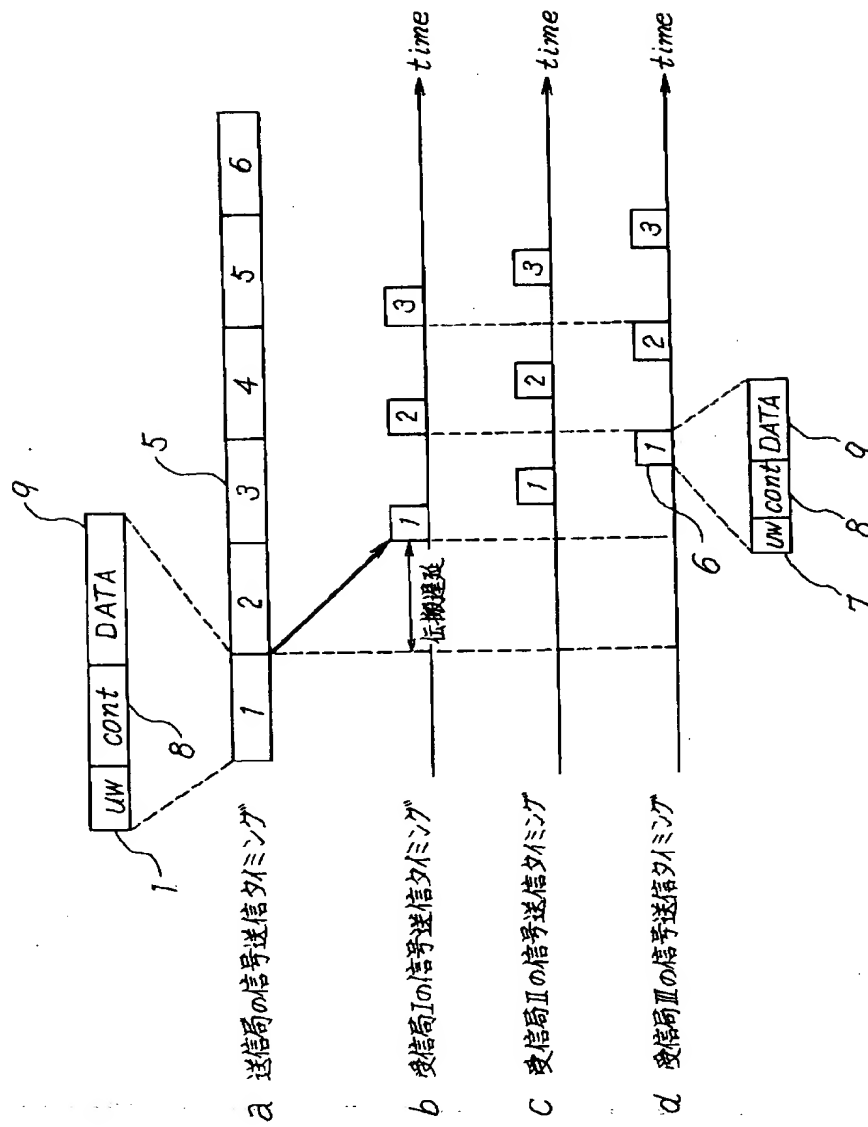 1
UW cont DATA
8
9
a 送信局の信号送信タイミング
1 2 3 4 5 6
5
b 受信局Iの信号送信タイミング
1 2 3
time
伝搬遅延
c 受信局IIの信号送信タイミング
1 2 3
time
d 受信局IIIの信号送信タイミング
1 2 3
time
6
UW cont DATA
7
8
9